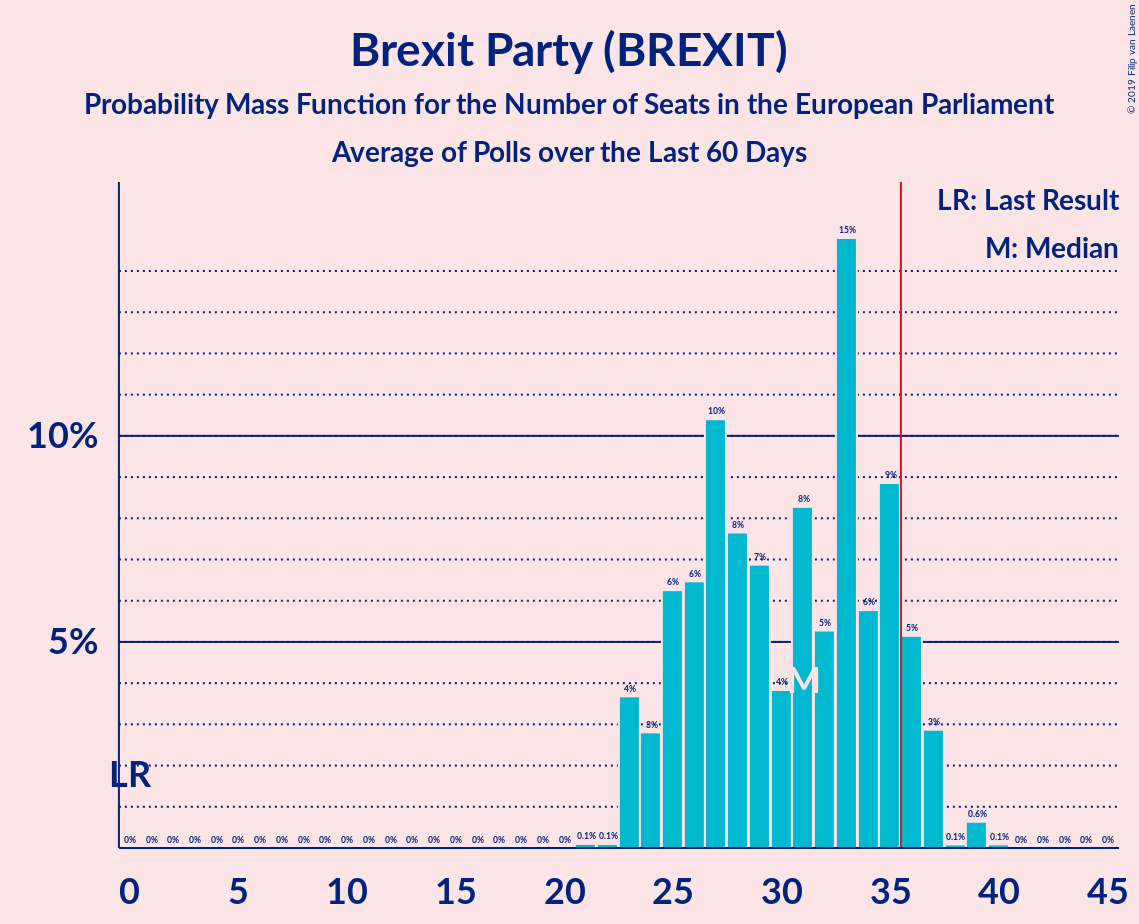 Brexit Party (BREXIT)
Probability Mass Function for the Number of Seats in the European Parliament
Average of Polls over the Last 60 Days
© 2019 Filip van Laenen
LR: Last Result
M: Median
15%
10%
10%
9%
8%
8%
7%
6%
6%
6%
5%
5%
5%
4%
4%
M
3%
3%
LR
0% 0% 0% 0% 0% 0% 0% 0% 0% 0% 0% 0% 0% 0% 0% 0% 0% 0% 0% 0% 0% 0.1% 0.1% 0.1% 0.6% 0.1% 0% 0% 0% 0% 0%
0 5 10 15 20 25 30 35 40 45